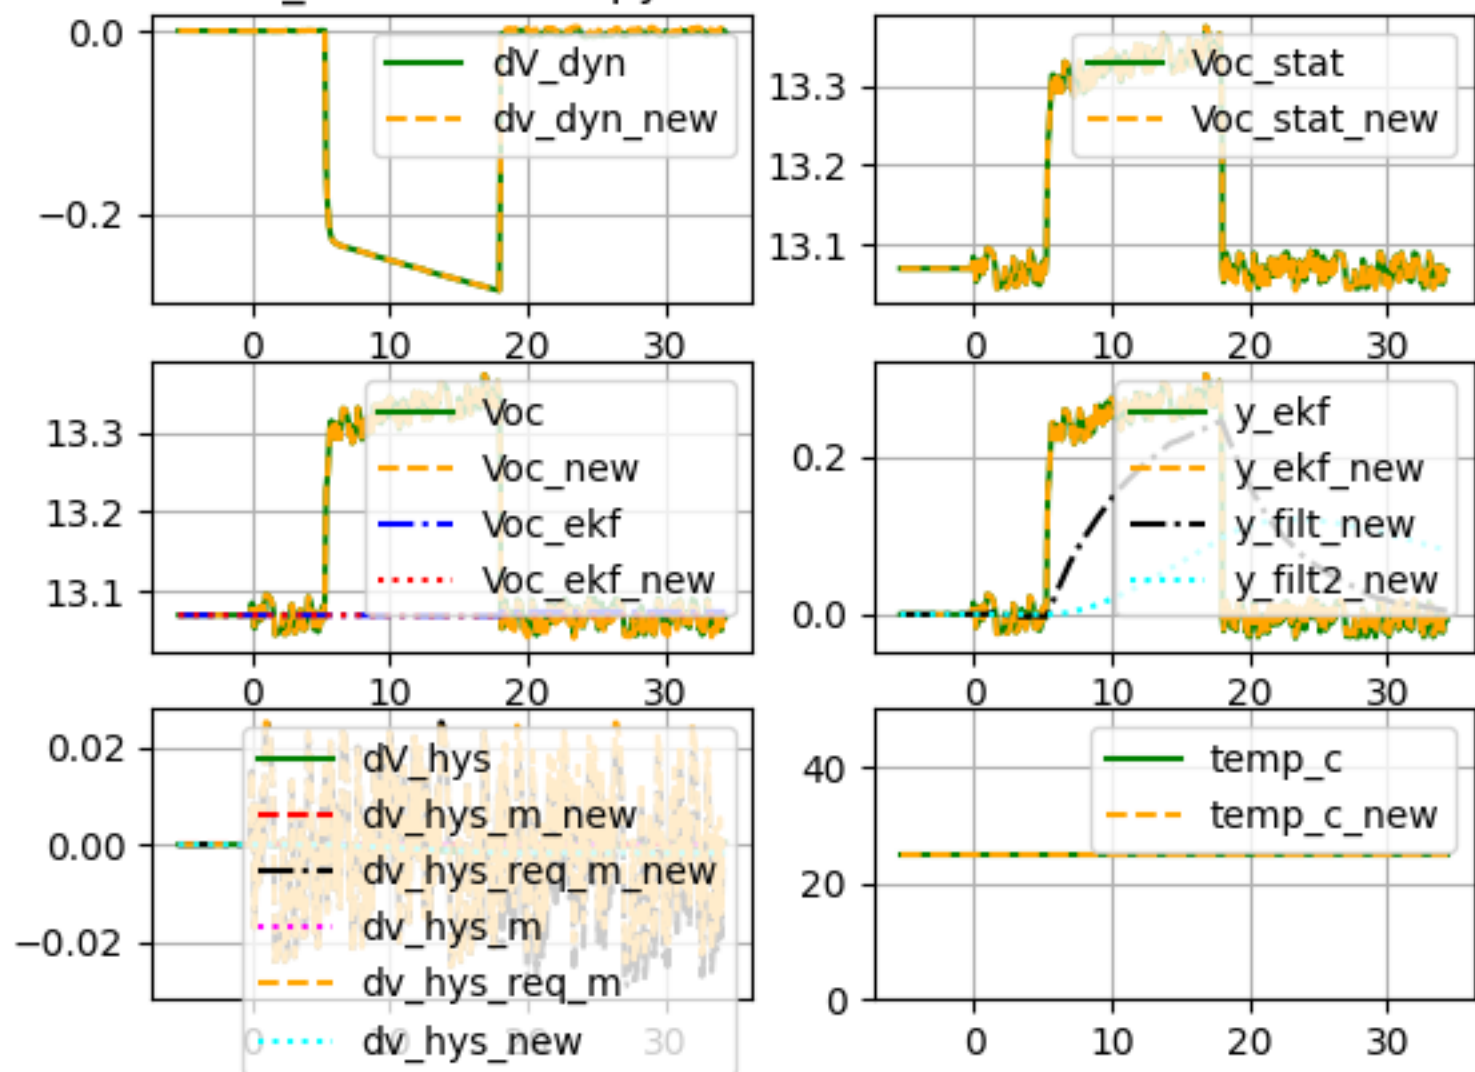 0.0
−0.2
0 10 20 30
dV_dyn
dv_dyn_new
13.3
13.2
13.1
0 10 20 30
Voc_stat
Voc_stat_new
13.3
13.2
13.1
0 10 20 30
Voc
Voc_new
Voc_ekf
Voc_ekf_new
0.2
0.0
0 10 20 30
y_ekf
y_ekf_new
y_filt_new
y_filt2_new
0.02
0.00
−0.02
0 20 30
dV_hys
dv_hys_m_new
dv_hys_req_m_new
dv_hys_m
dv_hys_req_m
dv_hys_new
40
20
0
0 10 20 30
temp_c
temp_c_new